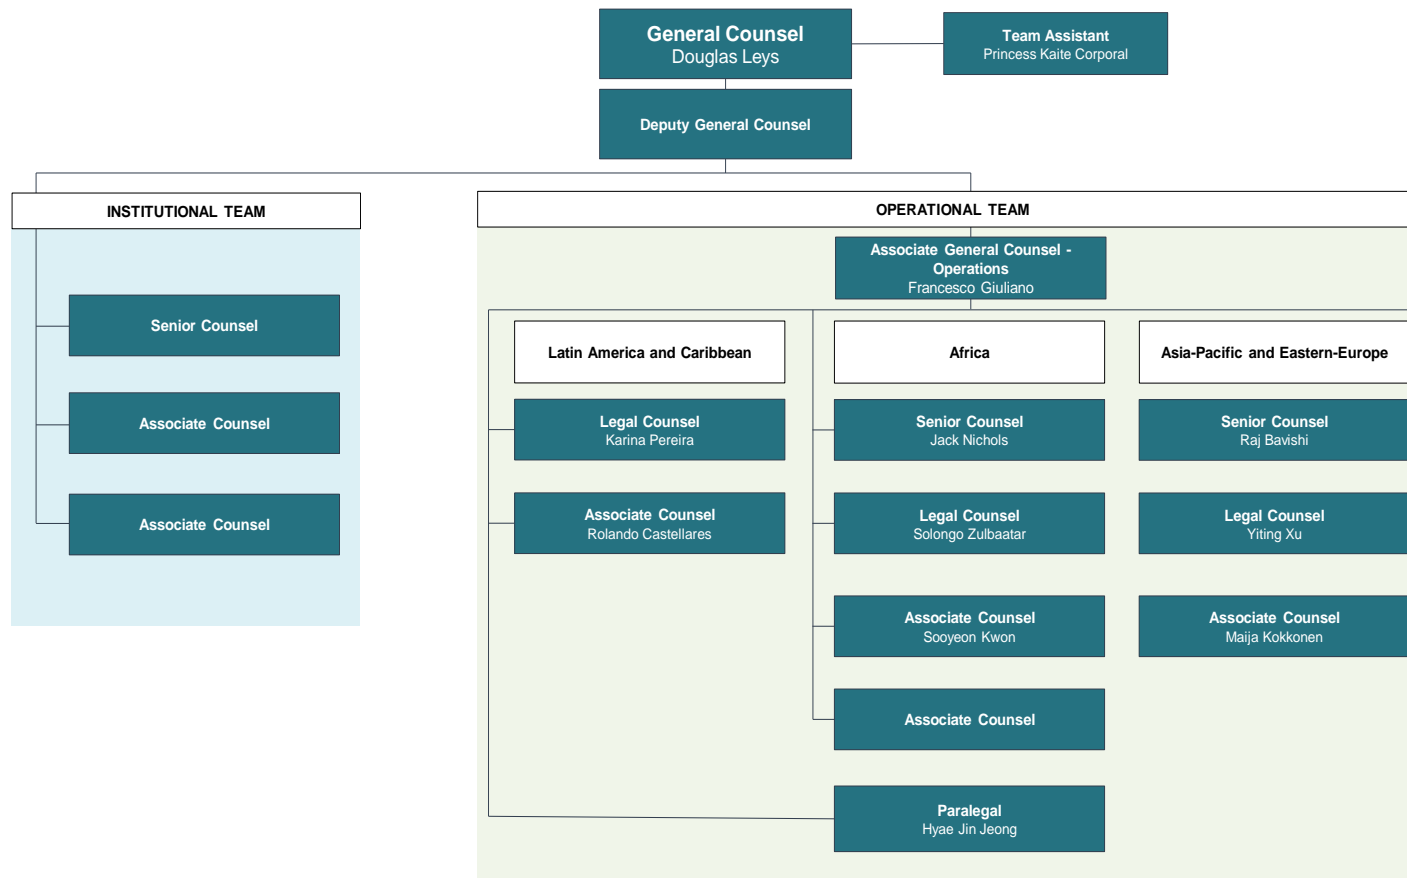 General Counsel
Douglas Leys
Team Assistant
Princess Kaite Corporal
Deputy General Counsel
INSTITUTIONAL TEAM
Senior Counsel
Associate Counsel
Associate Counsel
OPERATIONAL TEAM
Associate General Counsel -
Operations
Francesco Giuliano
Latin America and Caribbean
Legal Counsel
Karina Pereira
Associate Counsel
Rolando Castellares
Africa
Senior Counsel
Jack Nichols
Legal Counsel
Solongo Zulbaatar
Associate Counsel
Sooyeon Kwon
Associate Counsel
Paralegal
Hyae Jin Jeong
Asia-Pacific and Eastern-Europe
Senior Counsel
Raj Bavishi
Legal Counsel
Yiting Xu
Associate Counsel
Maija Kokkonen